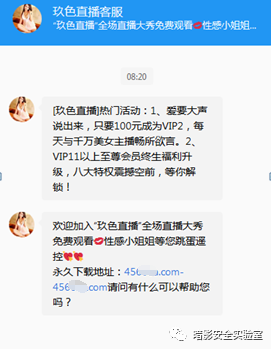 玖色直播客服
"玖色直播"全场直播大秀免费观看💋性感小姐姐...
08:20
[玖色直播]热门活动：1、爱要大声
说出来，只要100元成为VIP2，每
天与千万美女主播畅所欲言。2、
VIP11以上至尊会员终生福利升
级，八大特权震撼空前，等你解
锁！
欢迎加入"玖色直播"全场直播大秀
免费观看💋性感小姐姐等您跳蛋遥
控❤️❤️
永久下载地址：456 u.com-
4560 .com请问有什么可以帮助您
吗？
暗影安全实验室